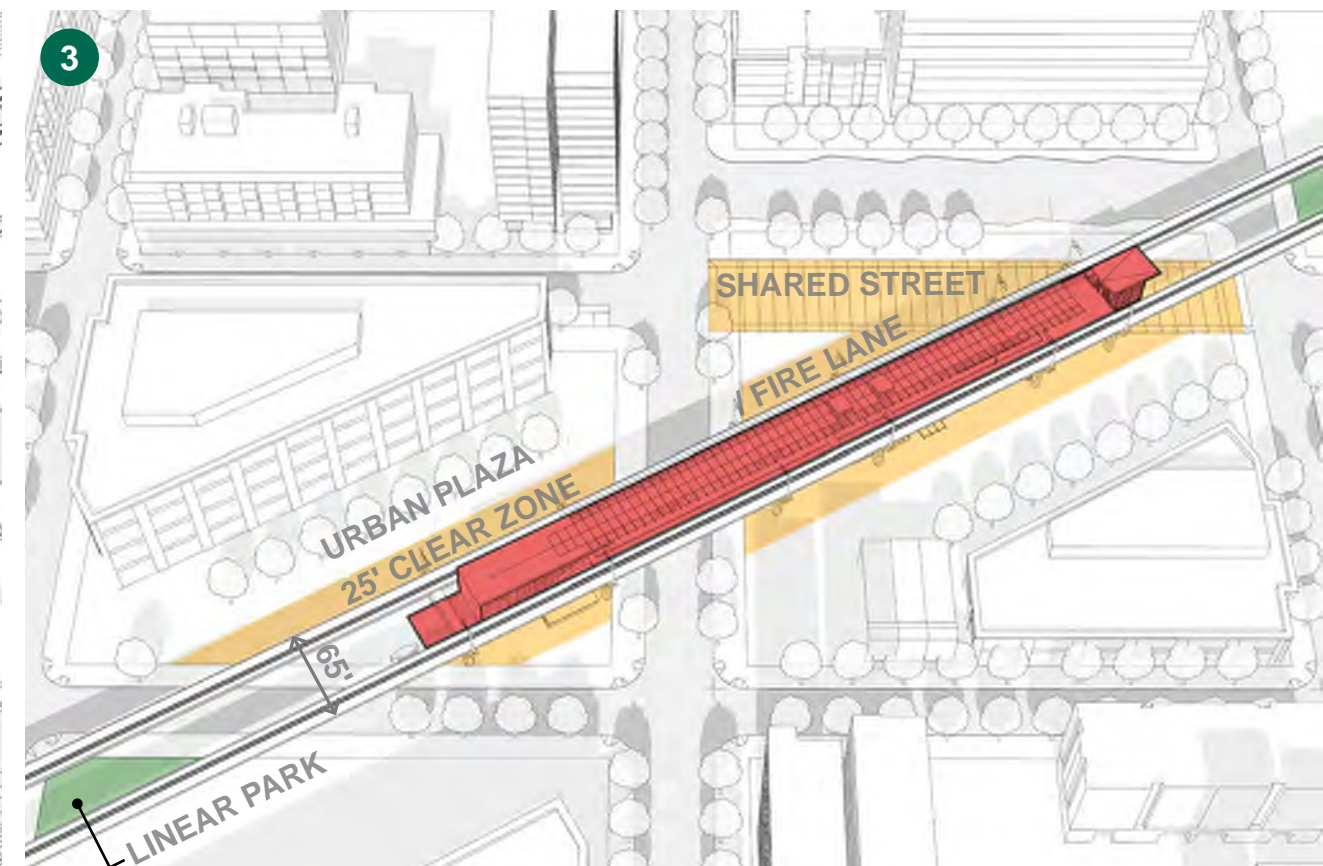 3
SHARED STREET
/ FIRE LANE
URBAN PLAZA
25' CLEAR ZONE
65'
LINEAR PARK